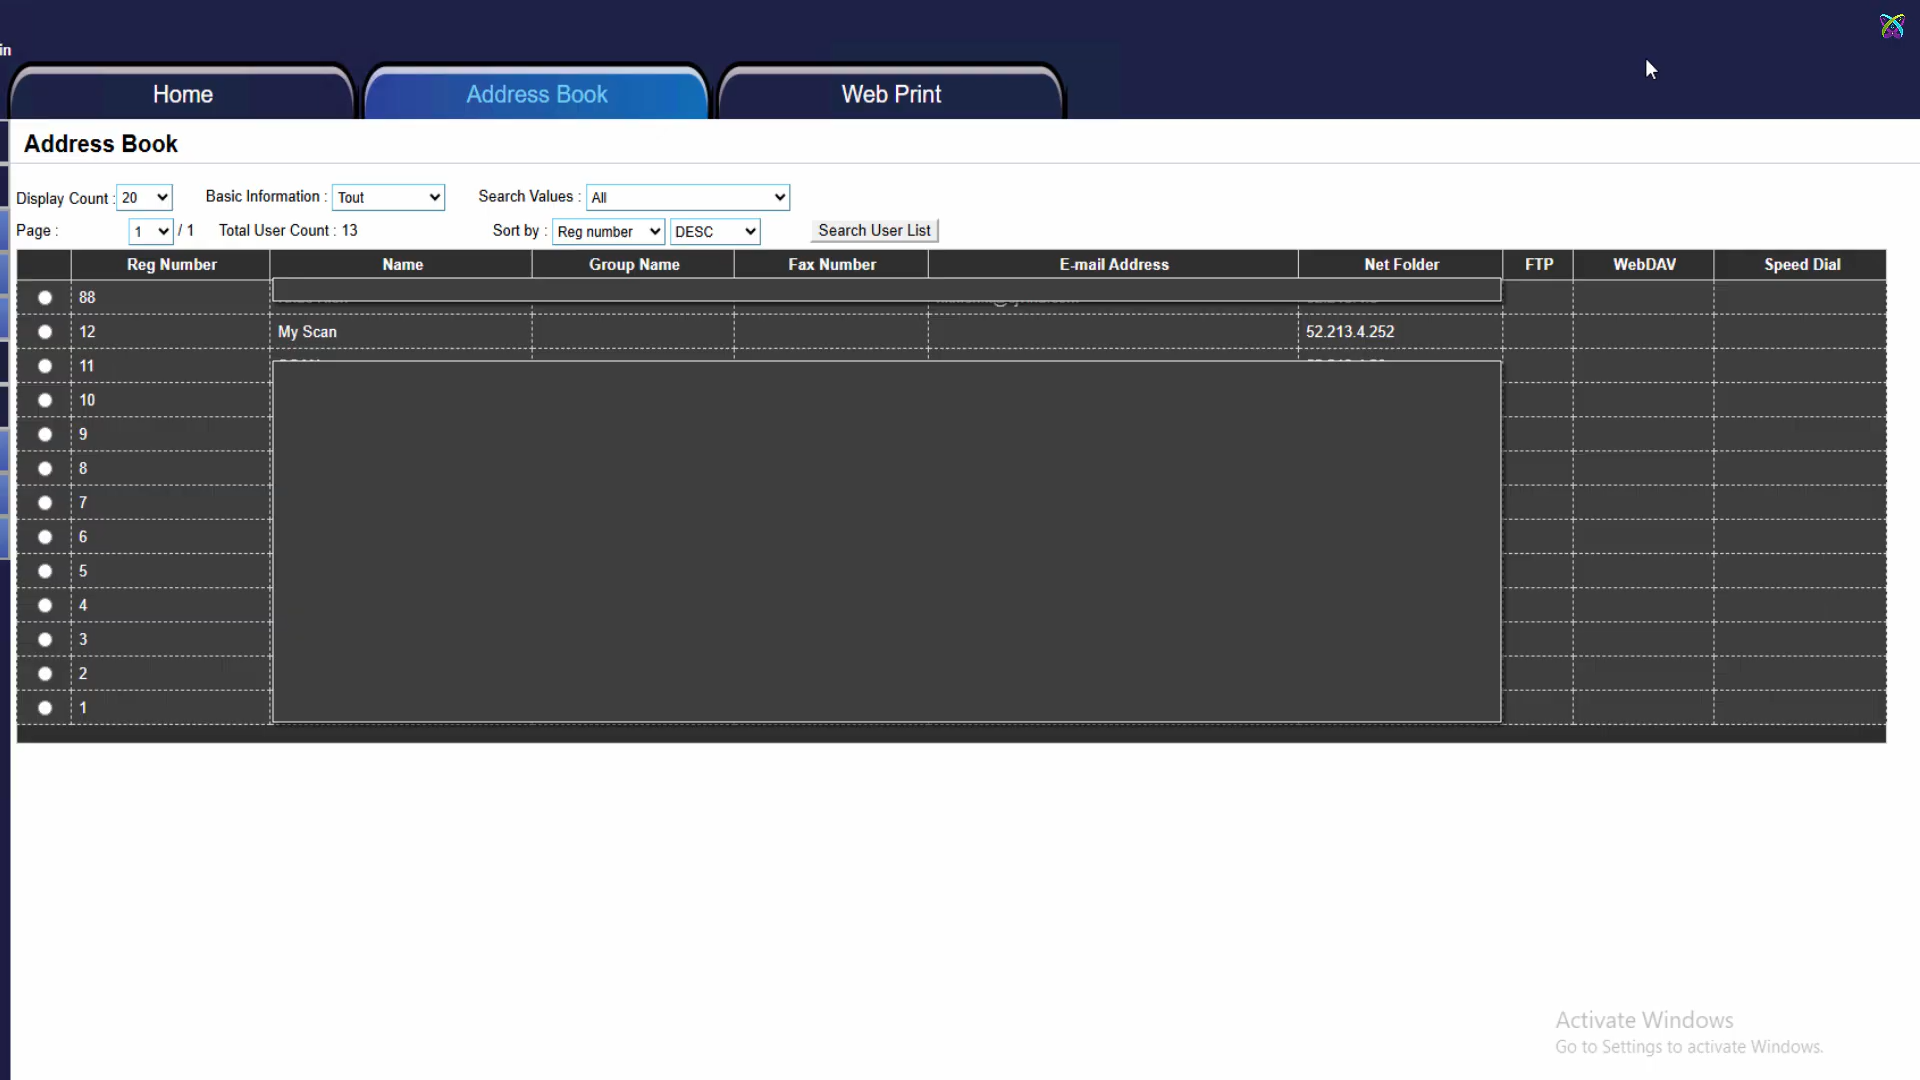 in
Home Address Book Web Print
Address Book
Display Count : 20 Basic Information : Tout Search Values : All
Page : 1 / 1 Total User Count : 13 Sort by : Reg number DESC Search User List
Reg Number Name Group Name Fax Number E-mail Address Net Folder FTP WebDAV Speed Dial
88
12 My Scan 52.213.4.252
11
10
9
8
7
6
5
4
3
2
1
Activate Windows
Go to Settings to activate Windows.